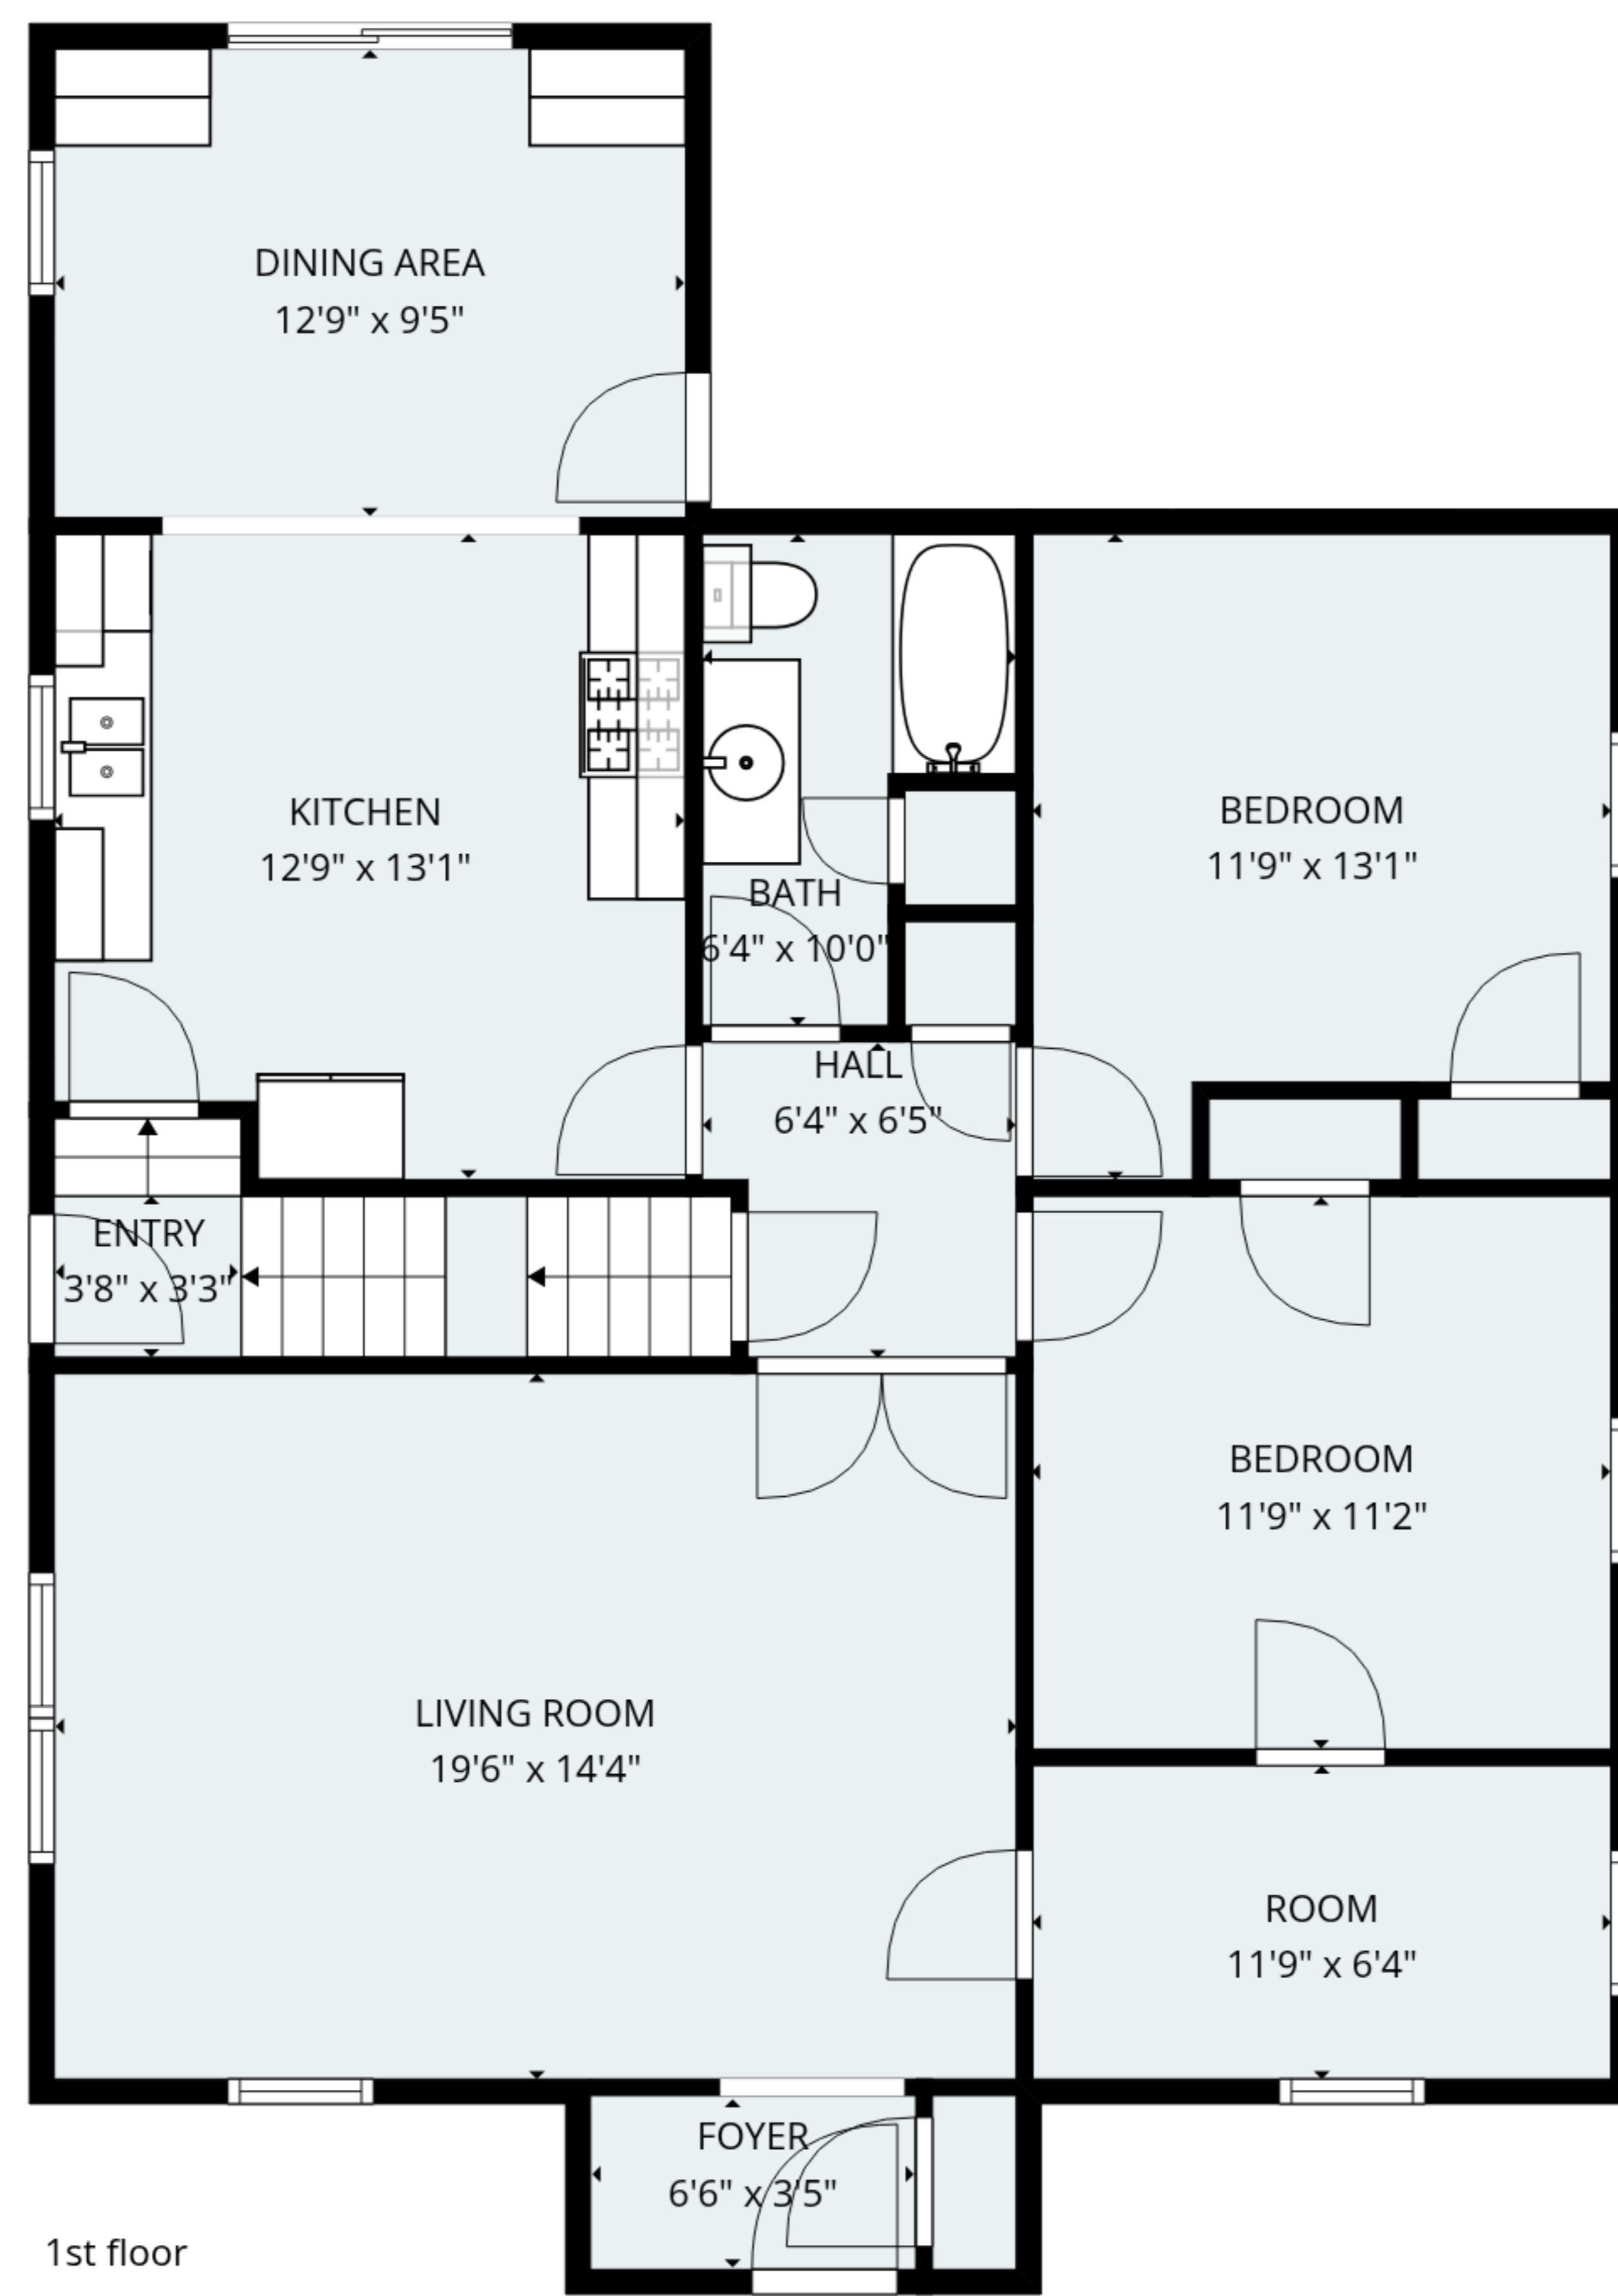 DINING AREA
12'9" x 9'5"
KITCHEN
12'9" x 13'1"
BEDROOM
11'9" x 13'1"
BATH
6'4" x 10'0"
HALL
6'4" x 6'5"
ENTRY
3'8" x 3'3"
BEDROOM
11'9" x 11'2"
LIVING ROOM
19'6" x 14'4"
ROOM
11'9" x 6'4"
FOYER
6'6" x 3'5"
1st floor